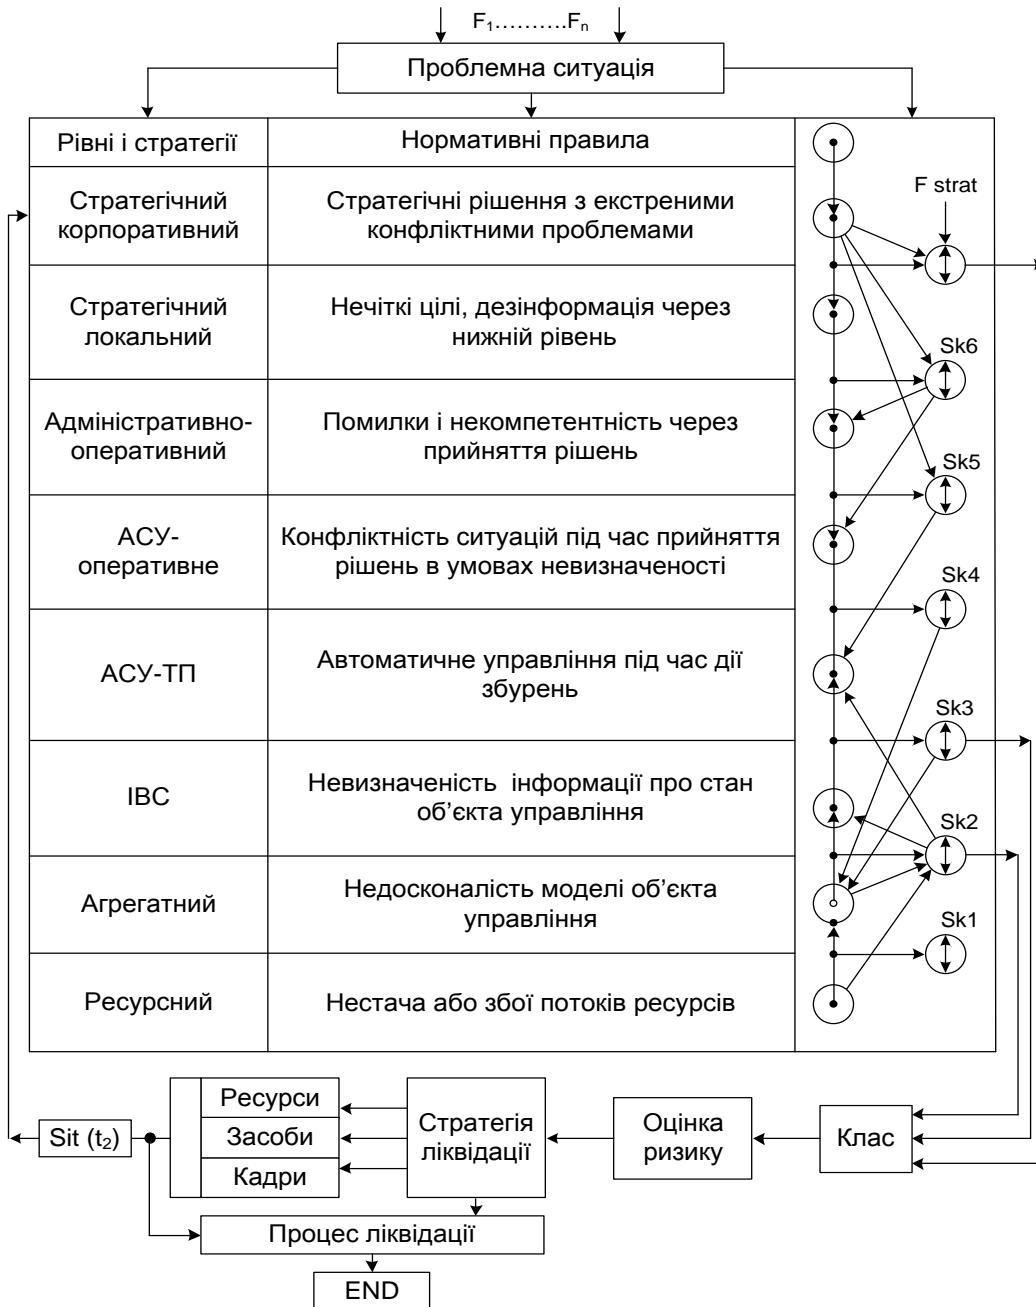 F₁……….Fₙ
Проблемна ситуація
Рівні і стратегії
Нормативні правила
Стратегічний
корпоративний
Стратегічні рішення з екстреними
конфліктними проблемами
F strat
Стратегічний
локальний
Нечіткі цілі, дезінформація через
нижній рівень
Sk6
Адміністративно-
оперативний
Помилки і некомпетентність через
прийняття рішень
Sk5
АСУ-
оперативне
Конфліктність ситуацій під час прийняття
рішень в умовах невизначеності
Sk4
АСУ-ТП
Автоматичне управління під час дії
збурень
Sk3
ІВС
Невизначеність інформації про стан
об’єкта управління
Sk2
Агрегатний
Недосконалість моделі об’єкта
управління
Sk1
Ресурсний
Нестача або збої потоків ресурсів
Sit (t₂)
Ресурси
Засоби
Кадри
Стратегія
ліквідації
Оцінка
ризику
Клас
Процес ліквідації
END